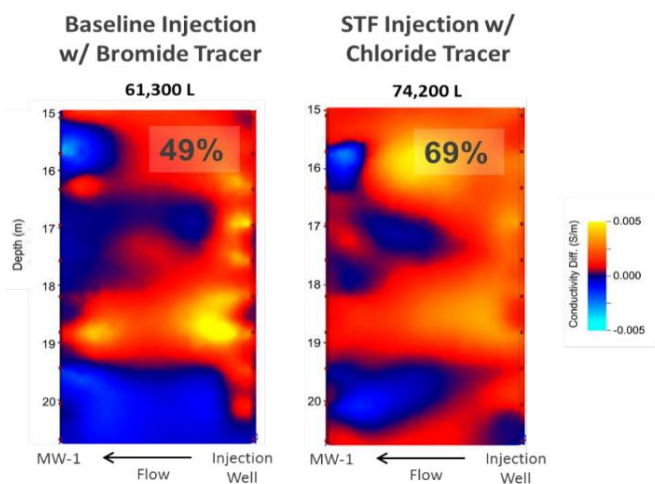 Baseline Injection
w/ Bromide Tracer
61,300 L
STF Injection w/
Chloride Tracer
74,200 L
49%
69%
Depth (m)
15
16
17
18
19
20
15
16
17
18
19
20
Conductivity Diff. (S/m)
0.005
0.000
-0.005
MW-1
Flow
Injection
Well
MW-1
Flow
Injection
Well